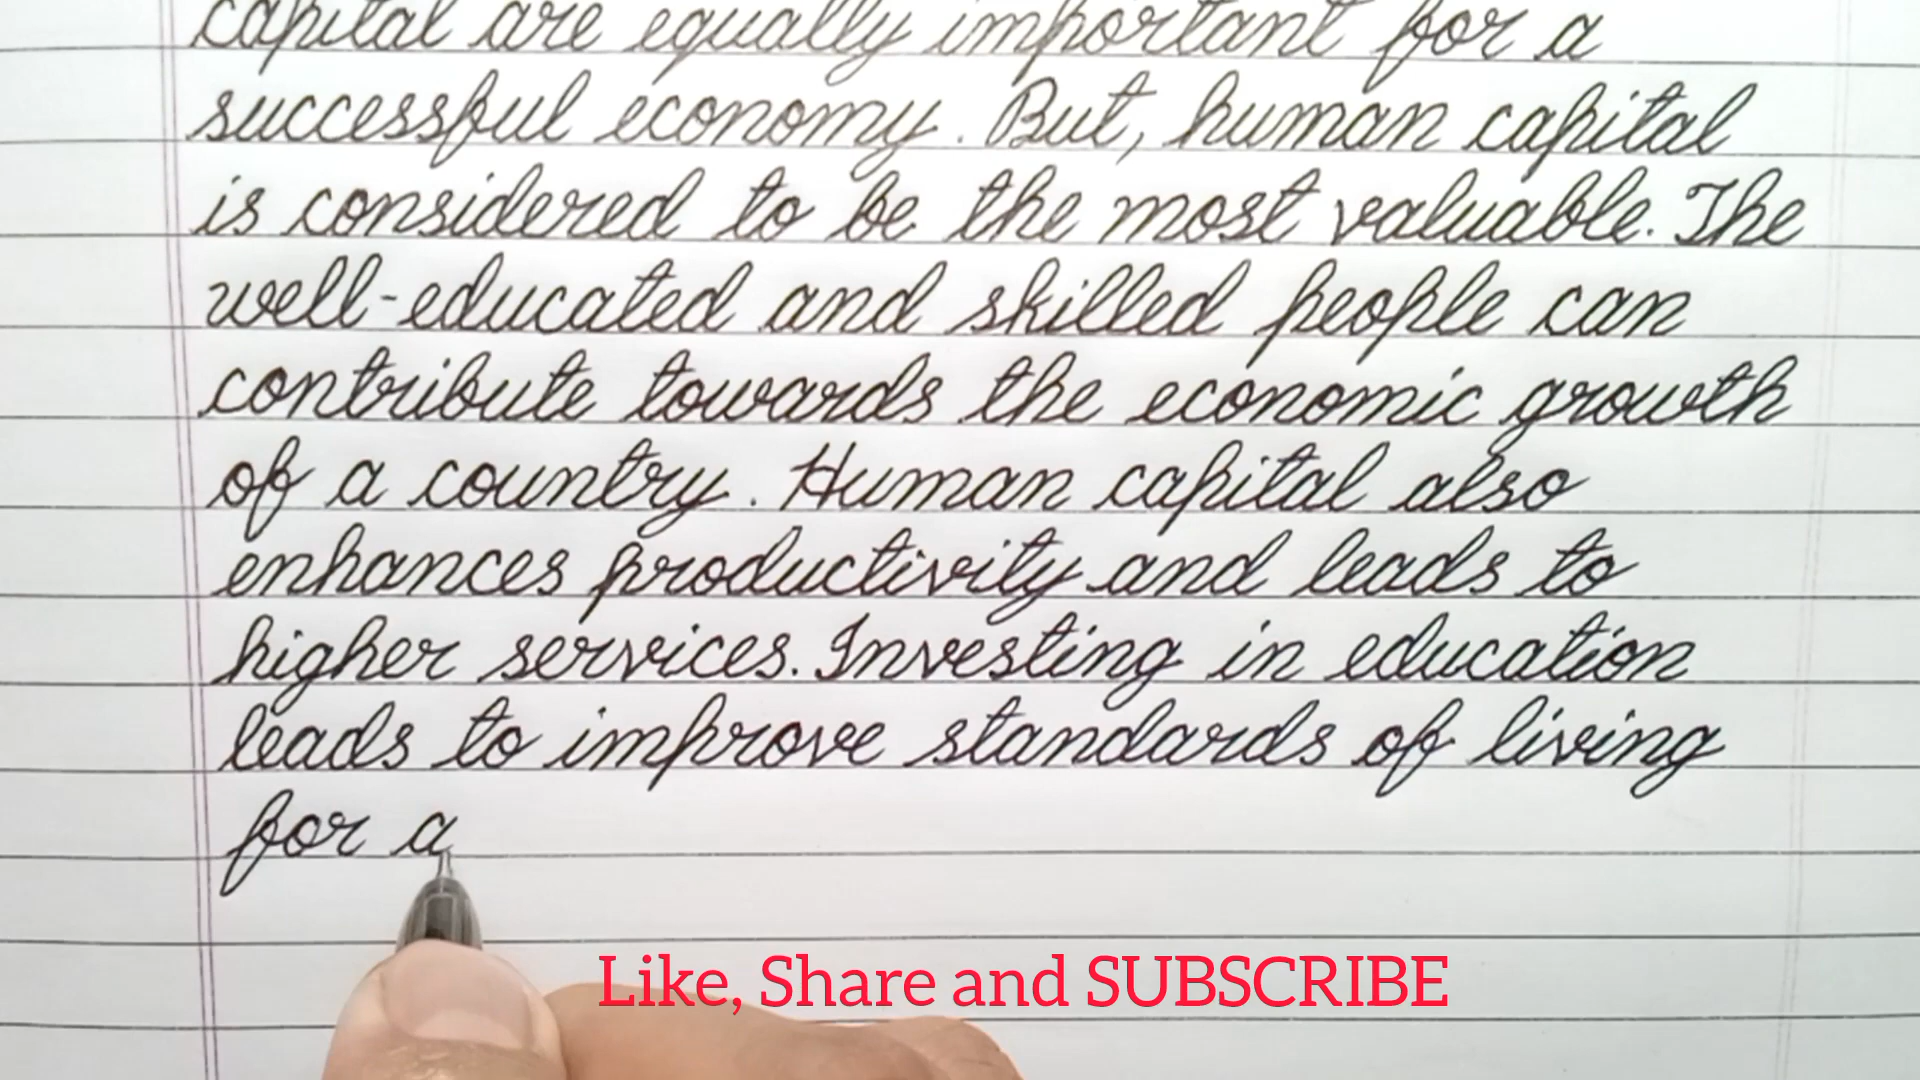 capital are equally important for a
successful economy. But, human capital
is considered to be the most valuable. The
well-educated and skilled people can
contribute towards the economic growth
of a country. Human capital also
enhances productivity and leads to
higher services. Investing in education
leads to improve standards of living
for a
Like, Share and SUBSCRIBE